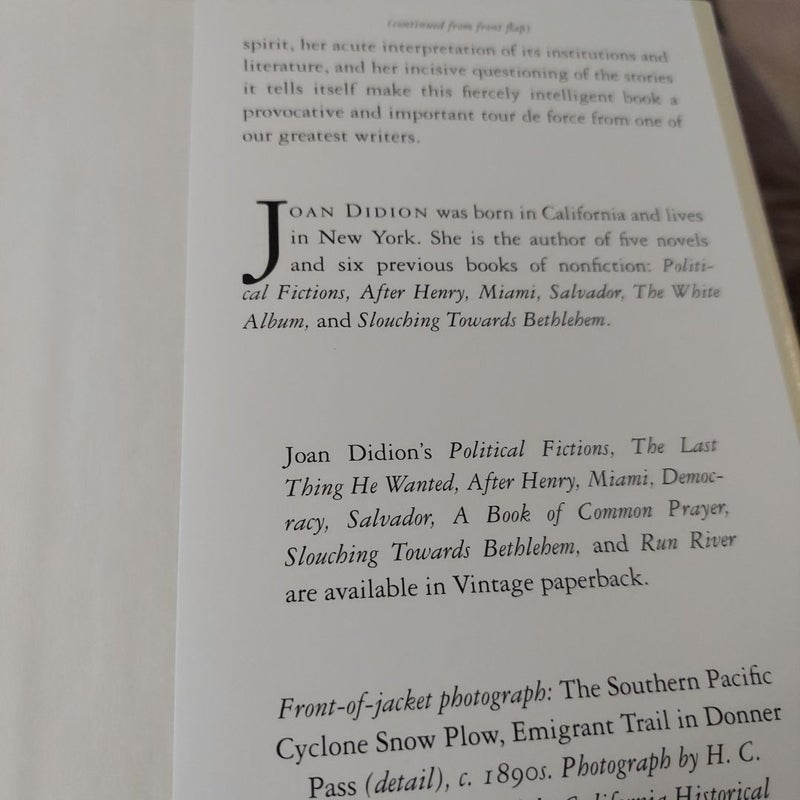 (continued from front flap)
spirit, her acute interpretation of its institutions and
literature, and her incisive questioning of the stories
it tells itself make this fiercely intelligent book a
provocative and important tour de force from one of
our greatest writers.
JOAN DIDION was born in California and lives
in New York. She is the author of five novels
and six previous books of nonfiction: Politi-
cal Fictions, After Henry, Miami, Salvador, The White
Album, and Slouching Towards Bethlehem.
Joan Didion's Political Fictions, The Last
Thing He Wanted, After Henry, Miami, Democ-
racy, Salvador, A Book of Common Prayer,
Slouching Towards Bethlehem, and Run River
are available in Vintage paperback.
Front-of-jacket photograph: The Southern Pacific
Cyclone Snow Plow, Emigrant Trail in Donner
Pass (detail), c. 1890s. Photograph by H. C.
California Historical